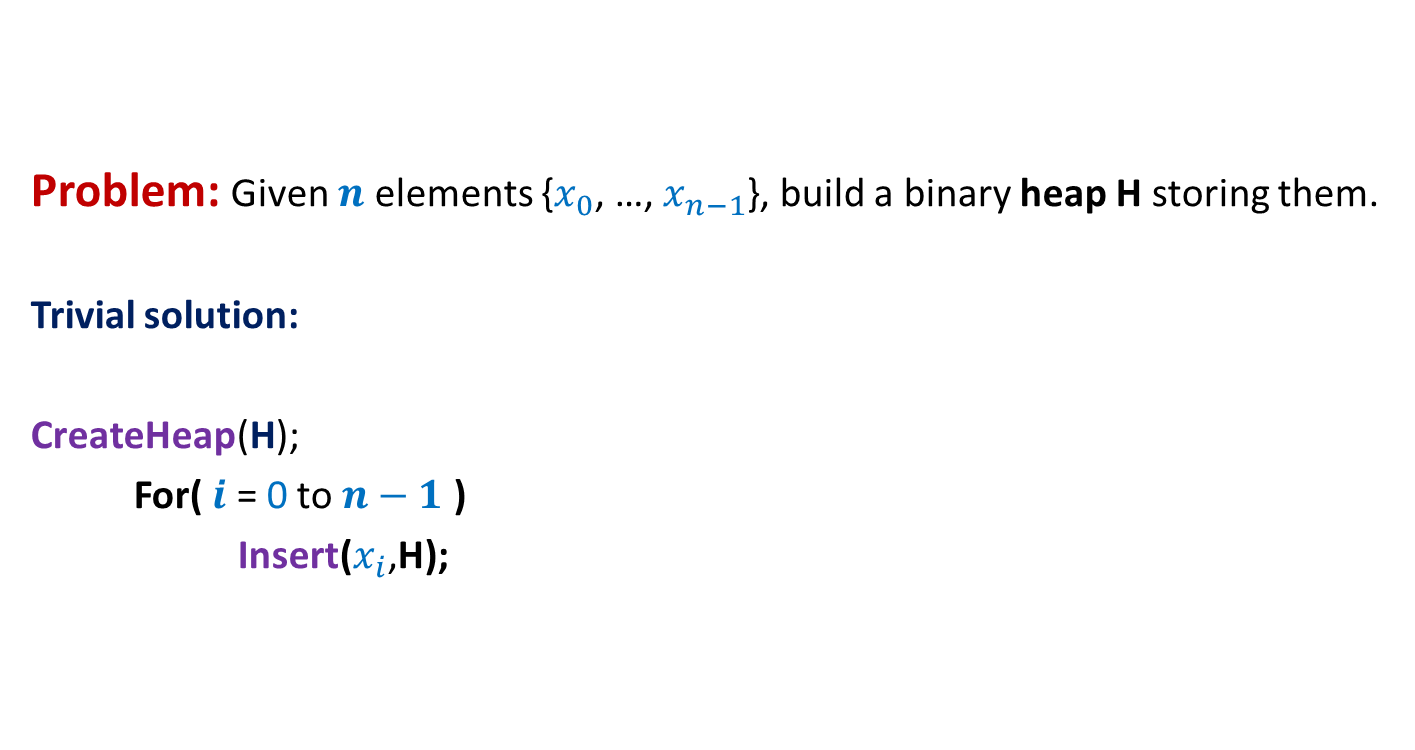 Problem: Given n elements {x₀, …, xₙ₋₁}, build a binary heap H storing them.
Trivial solution:
CreateHeap(H);
For( i = 0 to n − 1 )
Insert(xᵢ,H);